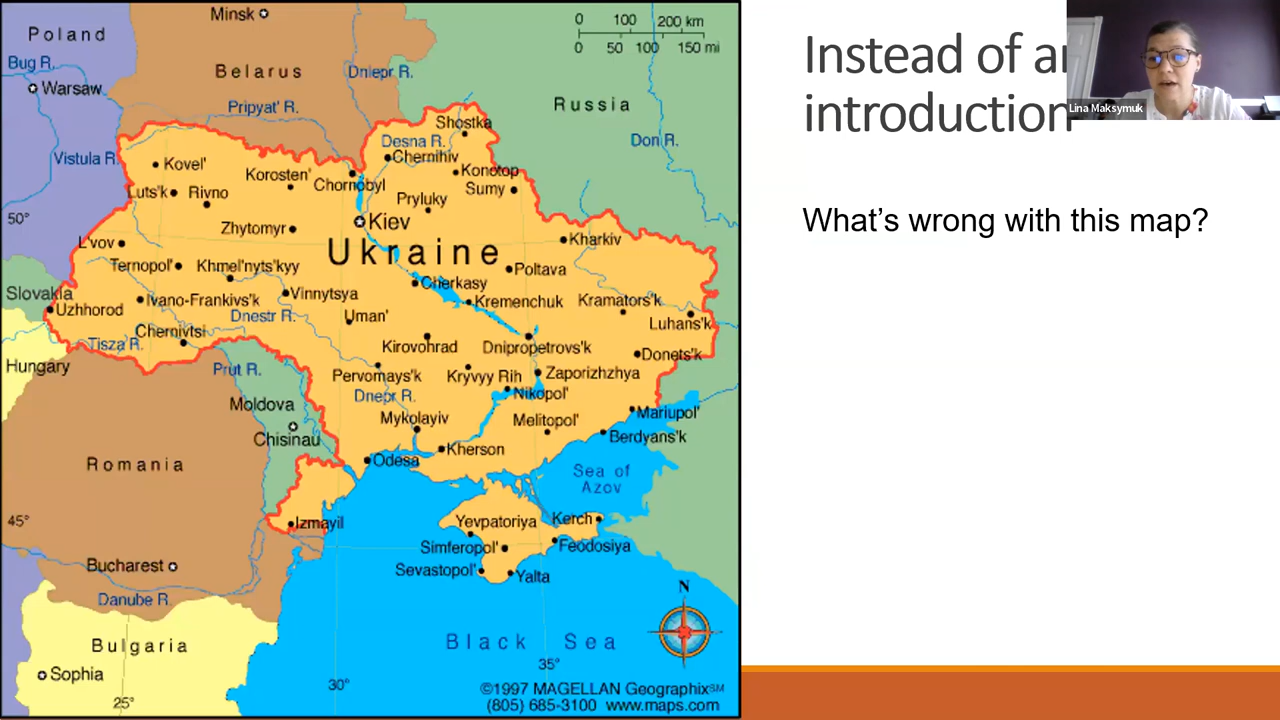 Minsk
0 100 200 km
0 50 100 150 mi
Poland
Bug R.
Warsaw
Belarus
Dniepr R.
Russia
Pripyat' R.
Don R.
Vistula R.
Shostka
Desna R.
Chernihiv
Kovel'
Korosten'
Chornobyl
Konotop
Sumy
Luts'k
Rivno
Pryluky
50°
Kiev
Zhytomyr
L'vov
Ukraine
Kharkiv
Ternopol'
Khmel'nyts'kyy
Poltava
Cherkasy
Slovakia
Uzhhorod
Ivano-Frankivs'k
Vinnytsya
Kremenchuk
Kramators'k
Dnestr R.
Uman'
Luhans'k
Chernivtsi
Tisza R.
Kirovohrad
Dnipropetrovs'k
Donets'k
Hungary
Prut R.
Pervomays'k
Kryvyy Rih
Zaporizhzhya
Dnepr R.
Nikopol'
Moldova
Mykolayiv
Melitopol'
Mariupol'
Chisinau
Berdyans'k
Kherson
Romania
Odesa
Sea of
Azov
45°
Izmayil
Yevpatoriya
Kerch
Simferopol'
Feodosiya
Bucharest
Sevastopol'
Yalta
Danube R.
N
Bulgaria
Black Sea
35°
Sophia
30°
25°
©1997 MAGELLAN Geographix℠
(805) 685-3100 www.maps.com
Instead of
introduction
What's wrong with this map?
Lina Maksymuk